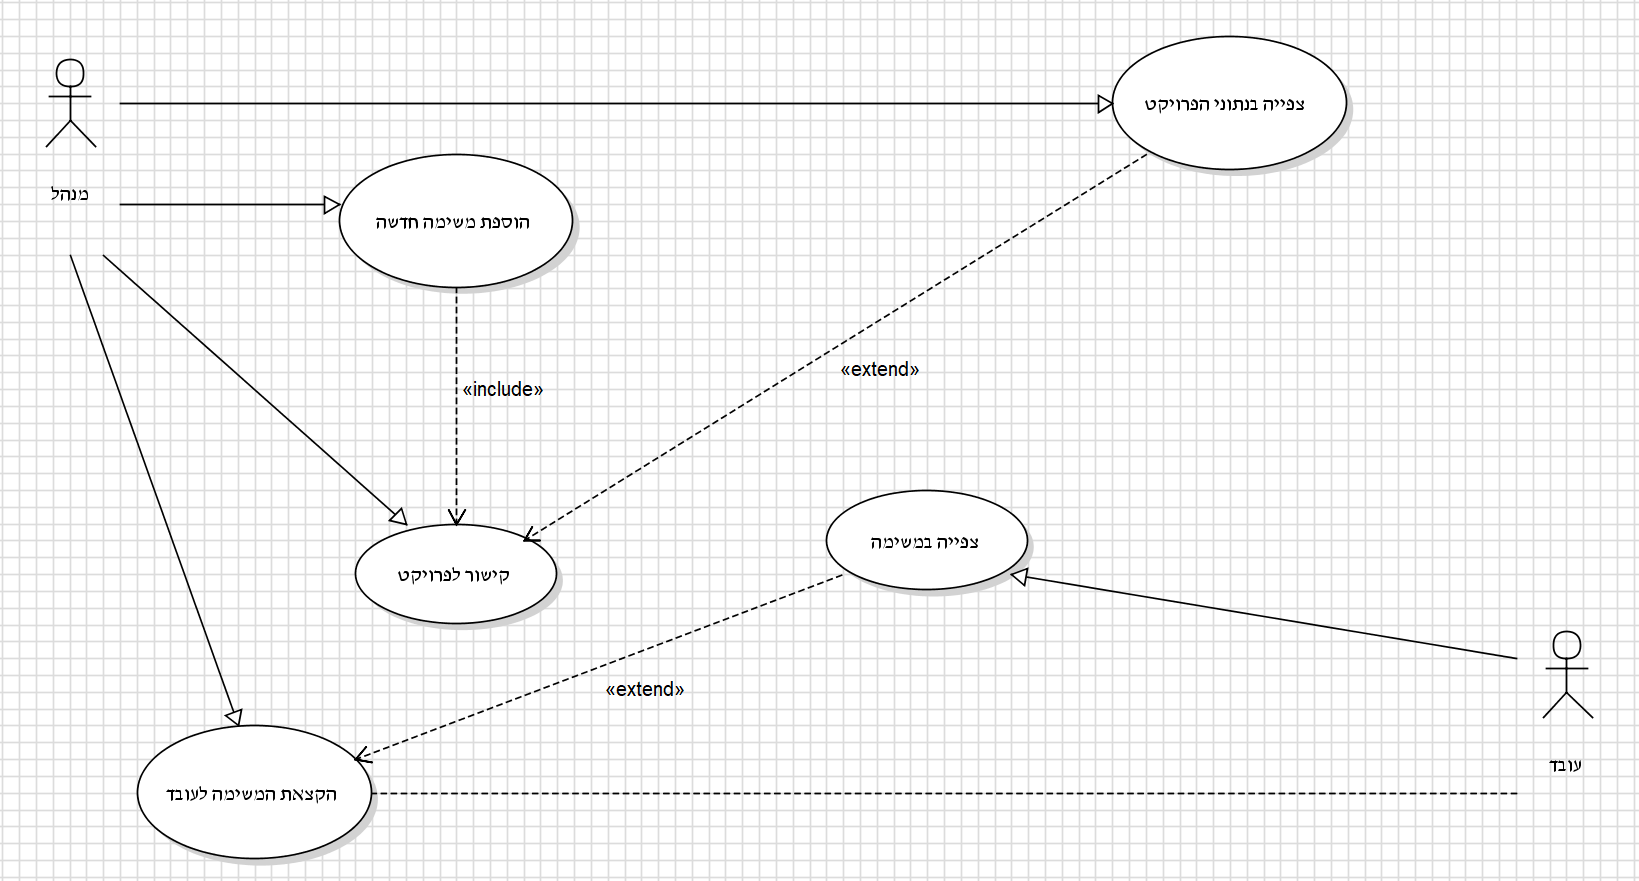 צפייה בנתוני הפרויקט
מנהל
הוספת משימה חדשה
«extend»
«include»
צפייה במשימה
קישור לפרויקט
«extend»
עובד
הקצאת המשימה לעובד